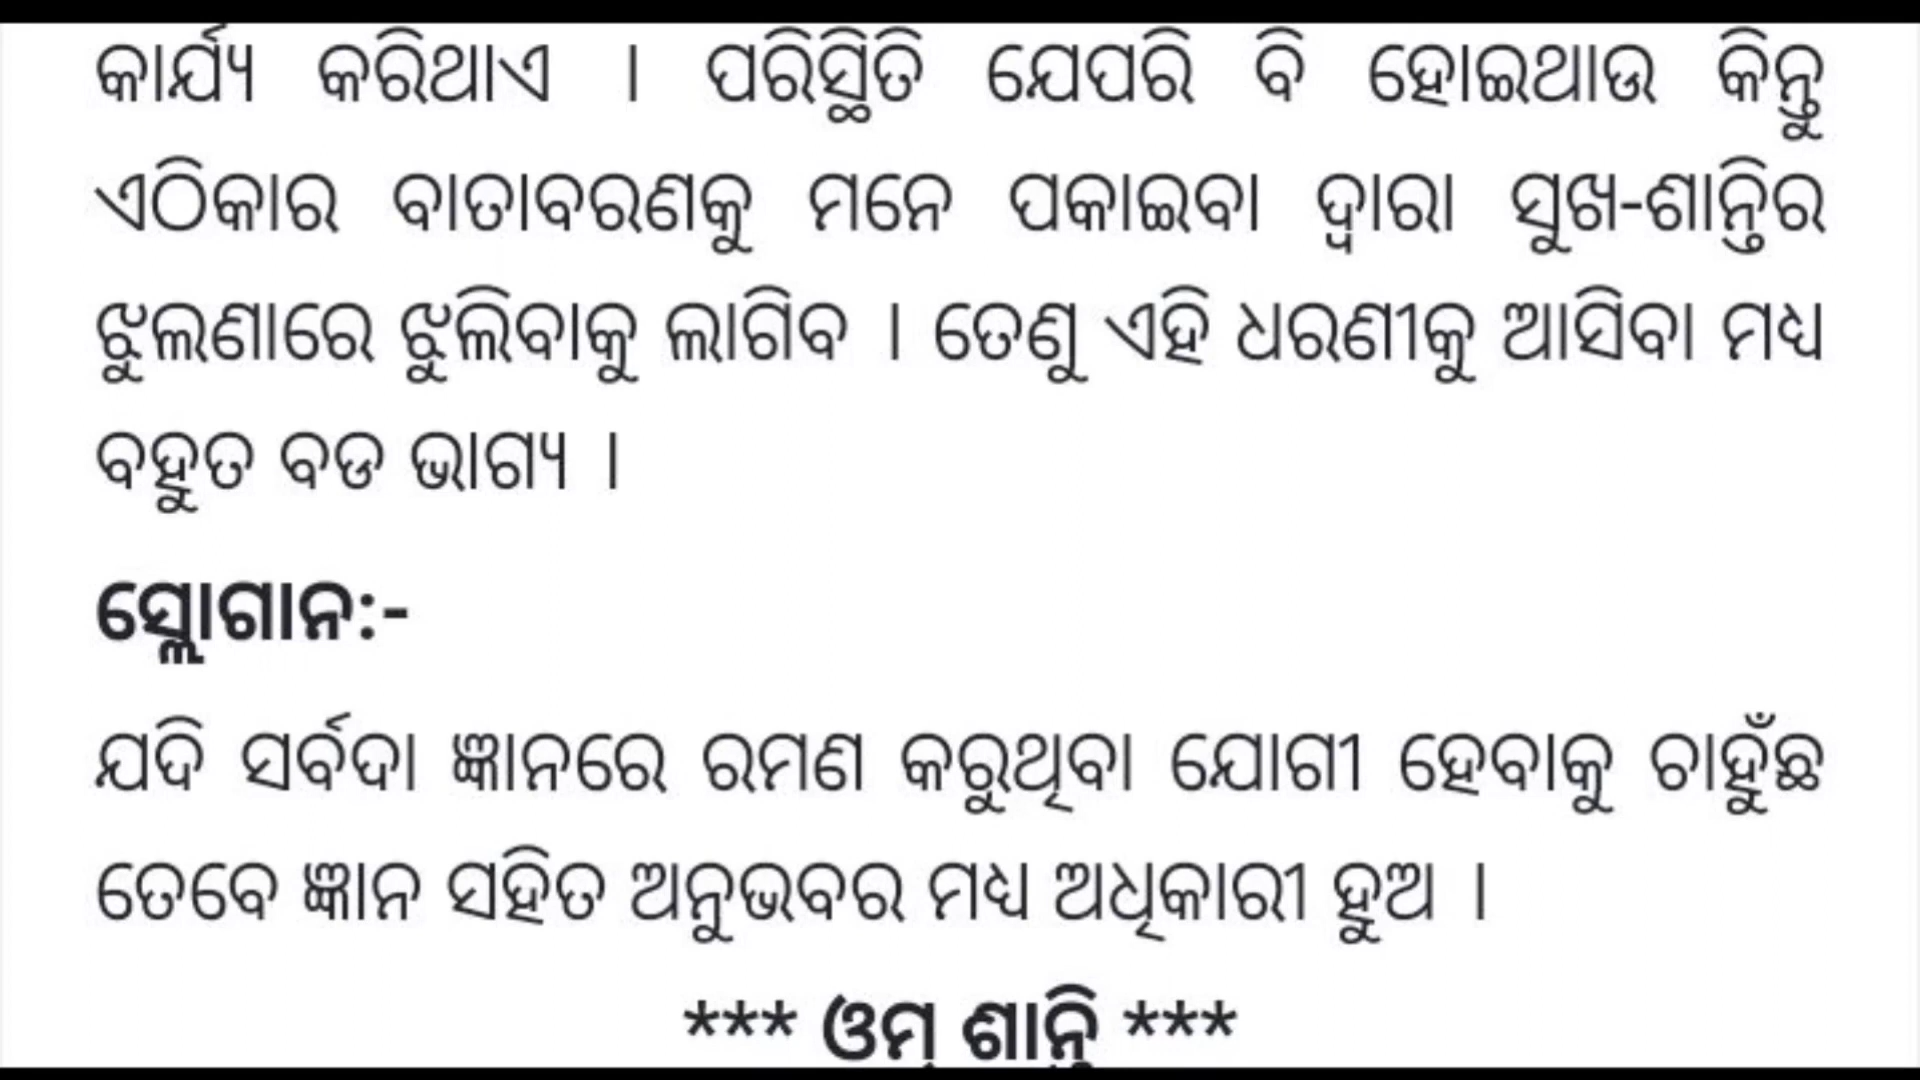 କାର୍ଯ୍ୟ କରିଥାଏ । ପରିସ୍ଥିତି ଯେପରି ବି ହୋଇଥାଉ କିନ୍ତୁ
ଏଠିକାର ବାତାବରଣକୁ ମନେ ପକାଇବା ଦ୍ୱାରା ସୁଖ-ଶାନ୍ତିର
ଝୁଲଣାରେ ଝୁଲିବାକୁ ଲାଗିବ । ତେଣୁ ଏହି ଧରଣୀକୁ ଆସିବା ମଧ୍ୟ
ବହୁତ ବଡ ଭାଗ୍ୟ ।
ସ୍ଲୋଗାନ:-
ଯଦି ସର୍ବଦା ଜ୍ଞାନରେ ରମଣ କରୁଥିବା ଯୋଗୀ ହେବାକୁ ଚାହୁଁଛ
ତେବେ ଜ୍ଞାନ ସହିତ ଅନୁଭବର ମଧ୍ୟ ଅଧିକାରୀ ହୁଅ ।
*** ଓମ୍ ଶାନ୍ତି ***